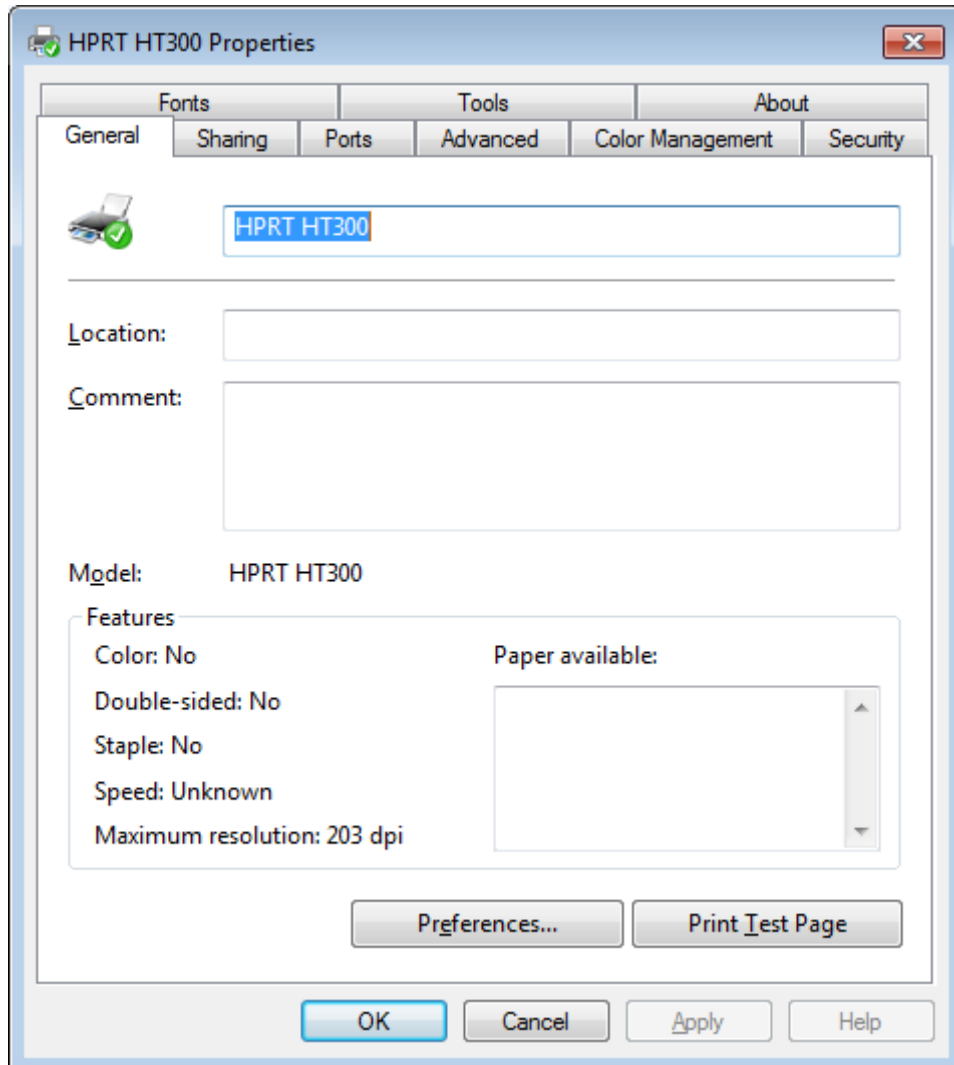 HPRT HT300 Properties
Fonts Tools About
General Sharing Ports Advanced Color Management Security
HPRT HT300
Location:
Comment:
Model: HPRT HT300
Features
Color: No Paper available:
Double-sided: No
Staple: No
Speed: Unknown
Maximum resolution: 203 dpi
Preferences... Print Test Page
OK Cancel Apply Help